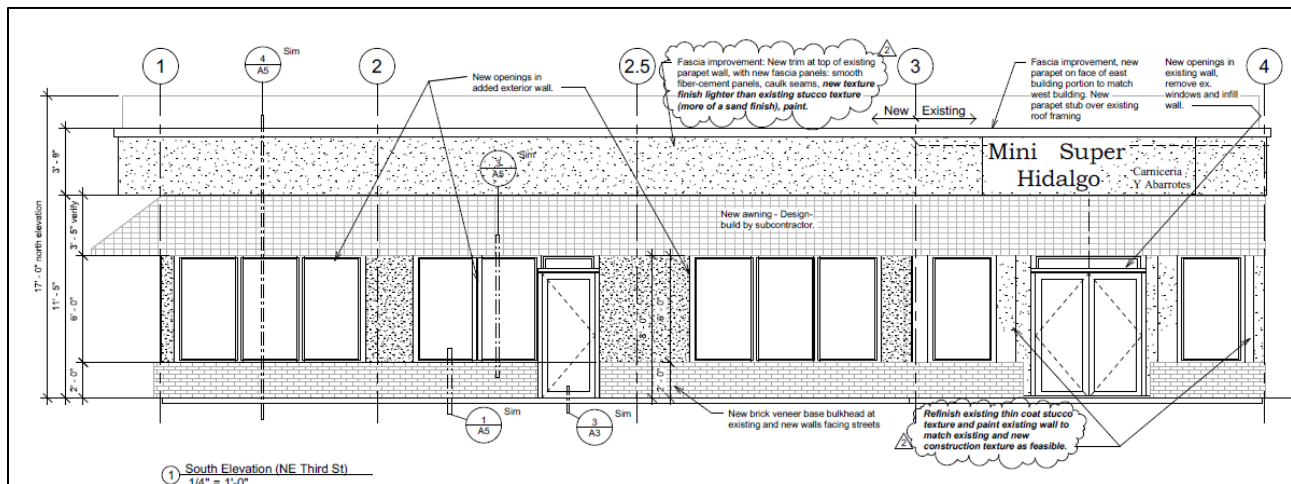 1
4
A5
Sim
2
2.5
3
4
2
New openings in
added exterior wall.
Fascia improvement: New trim at top of existing
parapet wall, with new fascia panels: smooth
fiber-cement panels, caulk seams, new texture
finish lighter than existing stucco texture
(more of a sand finish), paint.
New
Existing
Fascia improvement, new
parapet on face of east
building portion to match
west building. New
parapet stub over existing
roof framing
New openings in
existing wall,
remove ex.
windows and infill
wall.
Sim
A5
Mini Super
Hidalgo
Carniceria
Y Abarrotes
New awning - Design-
build by subcontractor.
17' - 0" north elevation
11' - 5"
3' - 9"
3' - 5" verify
6' - 0"
2' - 0"
6' - 0"
2' - 0"
New brick veneer base bulkhead at
existing and new walls facing streets
Refinish existing thin coat stucco
texture and paint existing wall to
match existing and new
construction texture as feasible.
2
1
A5
Sim
3
A3
Sim
1
South Elevation (NE Third St)
1/4" = 1'-0"